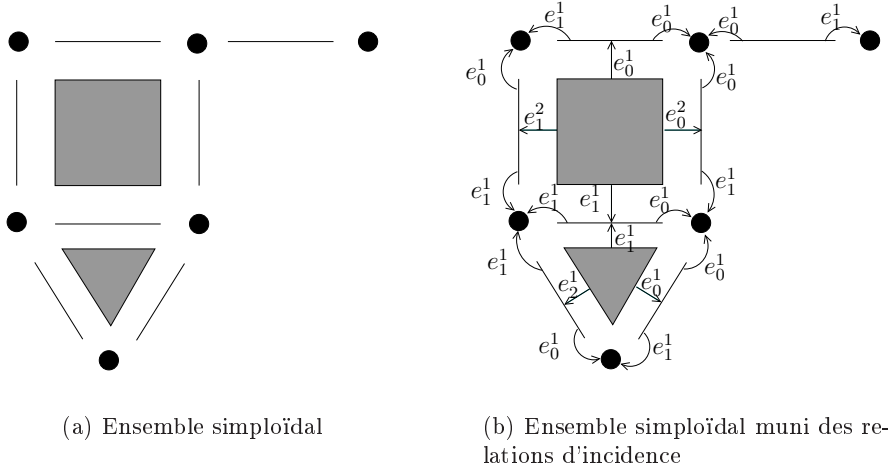 e_1^1 e_0^1 e_0^1 e_1^1
e_0^1 e_0^1 e_0^1
e_1^2 e_0^2
e_1^1 e_1^1 e_1^1 e_0^1 e_1^1
e_1^1 e_1^1 e_0^1
e_2^1 e_0^1
e_0^1 e_1^1
(a) Ensemble simploïdal
(b) Ensemble simploïdal muni des re-
lations d'incidence